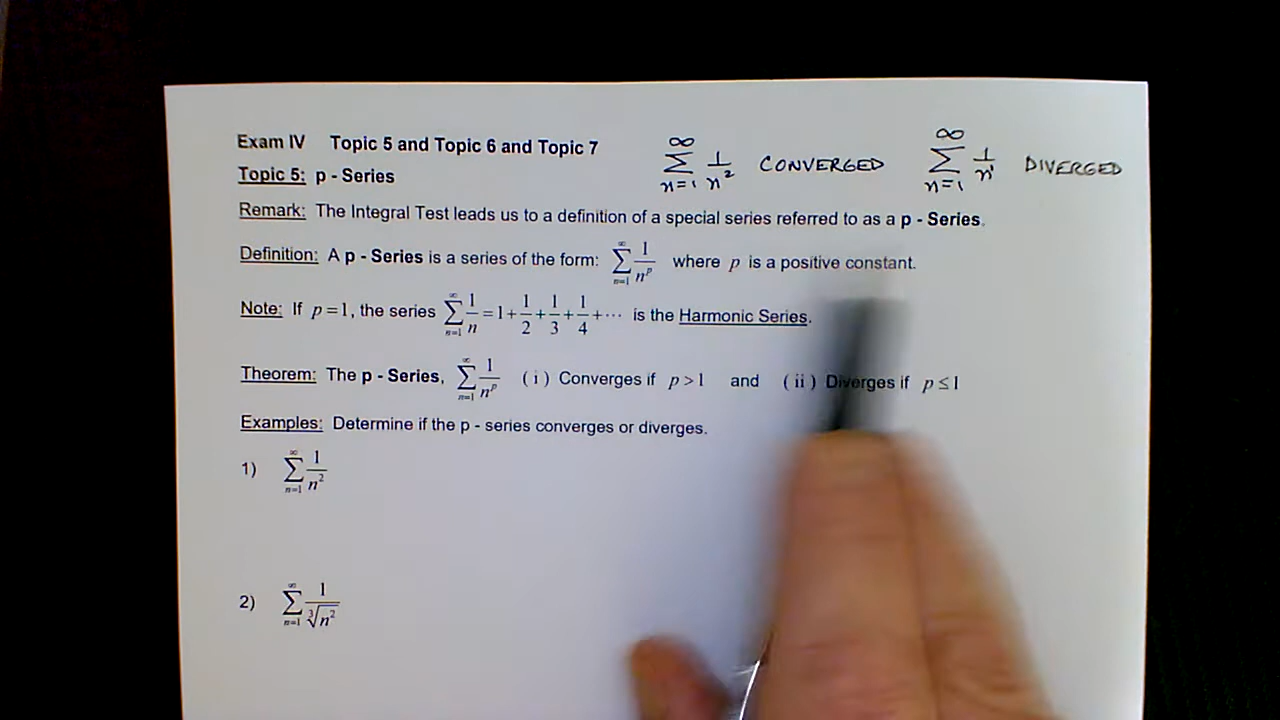 Exam IV Topic 5 and Topic 6 and Topic 7
∞ ∑ n=1 1/n² CONVERGED ∞ ∑ n=1 1/n¹ DIVERGED
Topic 5: p - Series
Remark: The Integral Test leads us to a definition of a special series referred to as a p - Series.
Definition: A p - Series is a series of the form: ∞ ∑ n=1 1/nᵖ where p is a positive constant.
Note: If p = 1, the series ∞ ∑ n=1 1/n = 1 + 1/2 + 1/3 + 1/4 + ⋯ is the Harmonic Series.
Theorem: The p - Series, ∞ ∑ n=1 1/nᵖ ( i ) Converges if p > 1 and ( ii ) Diverges if p ≤ 1
Examples: Determine if the p - series converges or diverges.
1) ∞ ∑ n=1 1/n²
2) ∞ ∑ n=1 1/∛n²